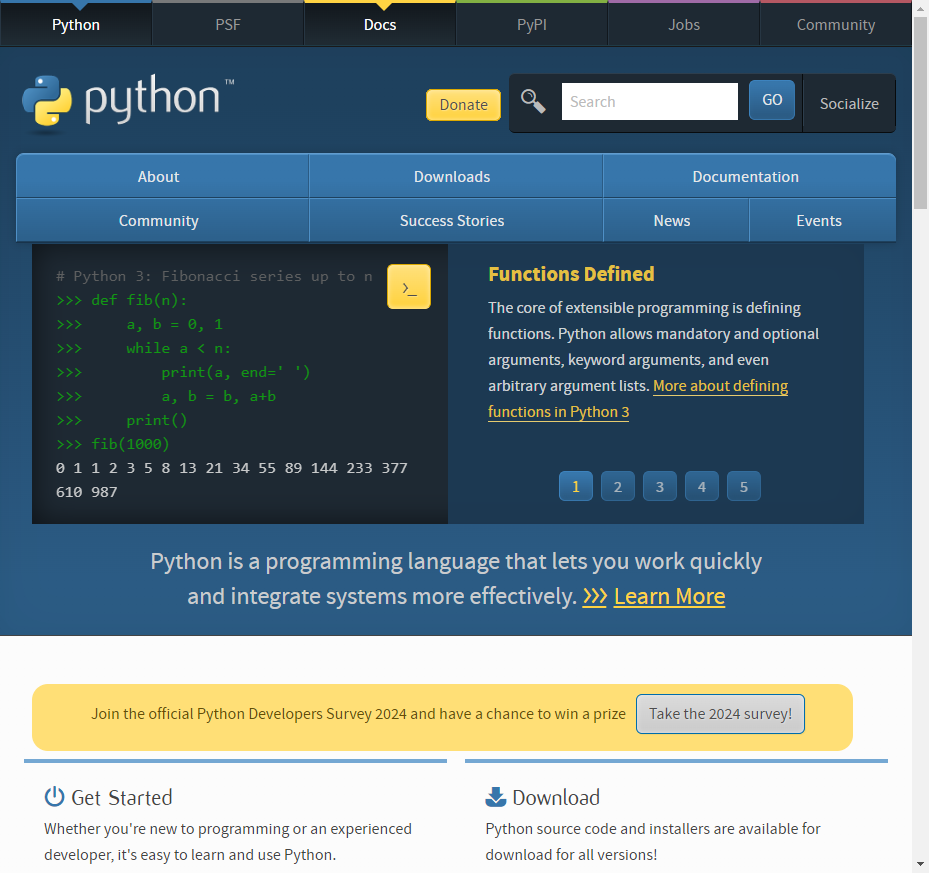 Python PSF Docs PyPI Jobs Community
python™
Donate Search GO Socialize
About Downloads Documentation
Community Success Stories News Events
# Python 3: Fibonacci series up to n
>>> def fib(n):
>>>     a, b = 0, 1
>>>     while a < n:
>>>         print(a, end=' ')
>>>         a, b = b, a+b
>>>     print()
>>> fib(1000)
0 1 1 2 3 5 8 13 21 34 55 89 144 233 377
610 987
>_
Functions Defined
The core of extensible programming is defining
functions. Python allows mandatory and optional
arguments, keyword arguments, and even
arbitrary argument lists. More about defining
functions in Python 3
1 2 3 4 5
Python is a programming language that lets you work quickly
and integrate systems more effectively. >>> Learn More
Join the official Python Developers Survey 2024 and have a chance to win a prize Take the 2024 survey!
Get Started
Whether you're new to programming or an experienced
developer, it's easy to learn and use Python.
Download
Python source code and installers are available for
download for all versions!